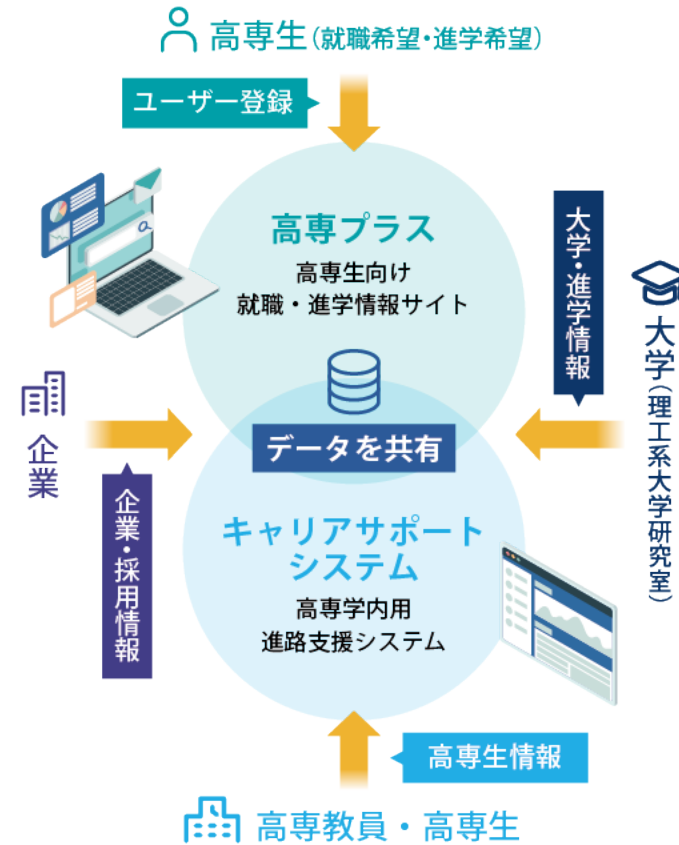 高専生(就職希望・進学希望)
ユーザー登録
高専プラス
高専生向け
就職・進学情報サイト
大学・進学情報
大学(理工系大学研究室)
企業
企業・採用情報
データを共有
キャリアサポート
システム
高専学内用
進路支援システム
高専生情報
高専教員・高専生